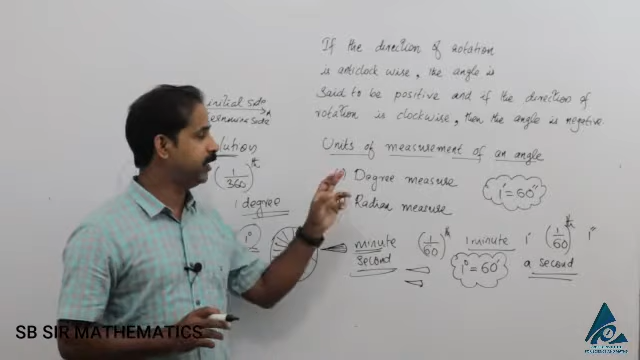 If the direction of rotation
is anticlock wise, the angle is
said to be positive and if the direction of
rotation is clockwise, then the angle is negative.
initial side
Units of measurement of an angle
(1/360)th
Degree measure
1' = 60"
1 degree
Radian measure
1°
minute (1/60)th 1 minute 1' (1/60)th 1°
second 1° = 60' a second
SB SIR MATHEMATICS